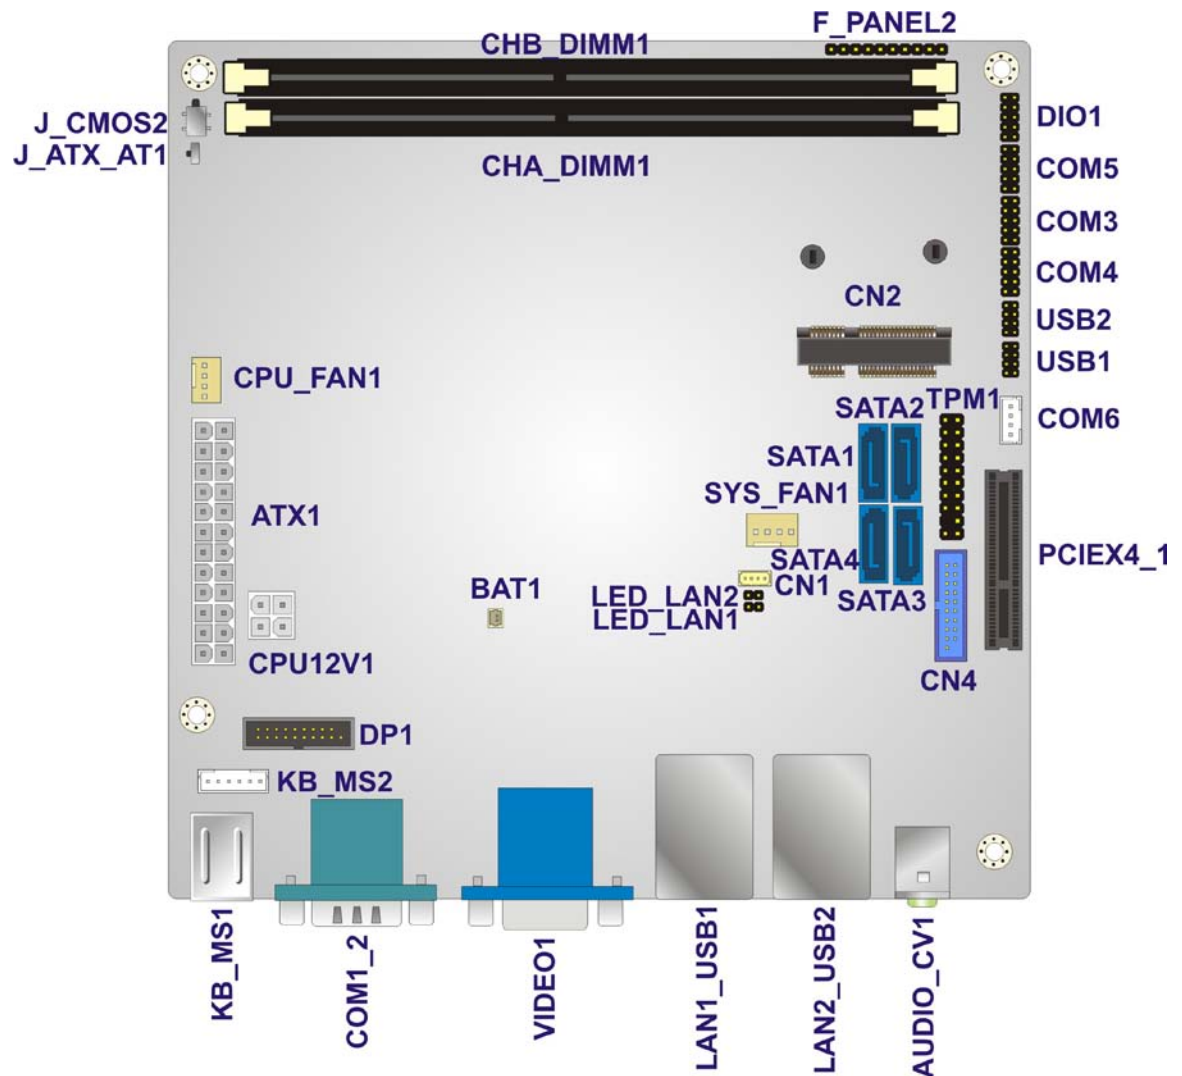 F_PANEL2
CHB_DIMM1
J_CMOS2
DIO1
J_ATX_AT1
CHA_DIMM1
COM5
COM3
COM4
CN2
USB2
USB1
CPU_FAN1
SATA2
TPM1
COM6
SATA1
SYS_FAN1
ATX1
SATA4
PCIEX4_1
BAT1
CN1
LED_LAN2
SATA3
LED_LAN1
CPU12V1
CN4
DP1
KB_MS2
KB_MS1
COM1_2
VIDEO1
LAN1_USB1
LAN2_USB2
AUDIO_CV1